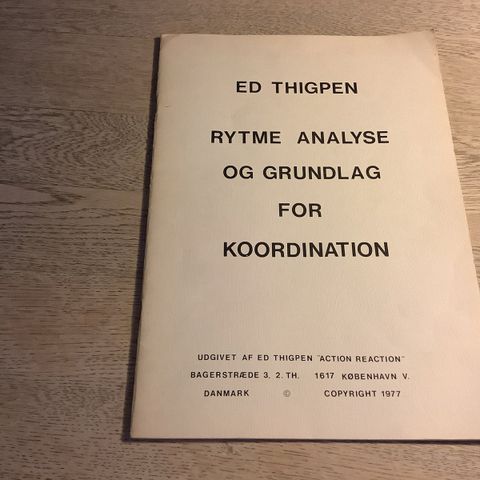 ED THIGPEN
RYTME ANALYSE
OG GRUNDLAG
FOR
KOORDINATION
UDGIVET AF ED THIGPEN "ACTION REACTION"
BAGERSTRÆDE 3, 2. TH. 1617 KØBENHAVN V.
DANMARK © COPYRIGHT 1977